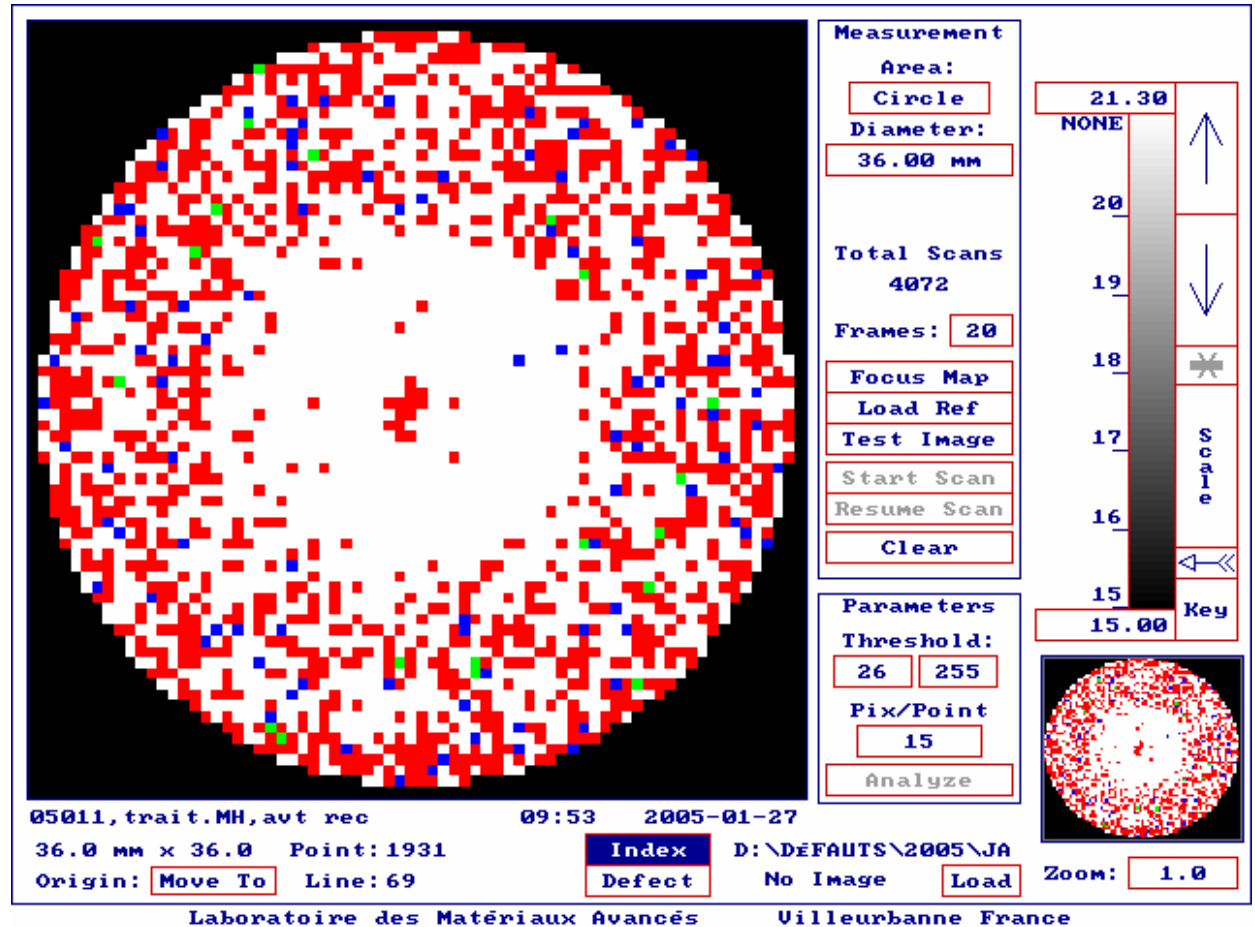 Measurement
Area:
Circle
Diameter:
36.00 mm
Total Scans
4072
Frames: 20
Focus Map
Load Ref
Test Image
Start Scan
Resume Scan
Clear
Parameters
Threshold:
26 255
Pix/Point
15
Analyze
21.30
NONE
20
19
18
17
16
15
15.00
Scale
Key
05011,trait.MH,avt rec 09:53 2005-01-27
36.0 mm x 36.0 Point:1931 Index D:\DÉFAUTS\2005\JA
Origin: Move To Line:69 Defect No Image Load Zoom: 1.0
Laboratoire des Matériaux Avancés Villeurbanne France